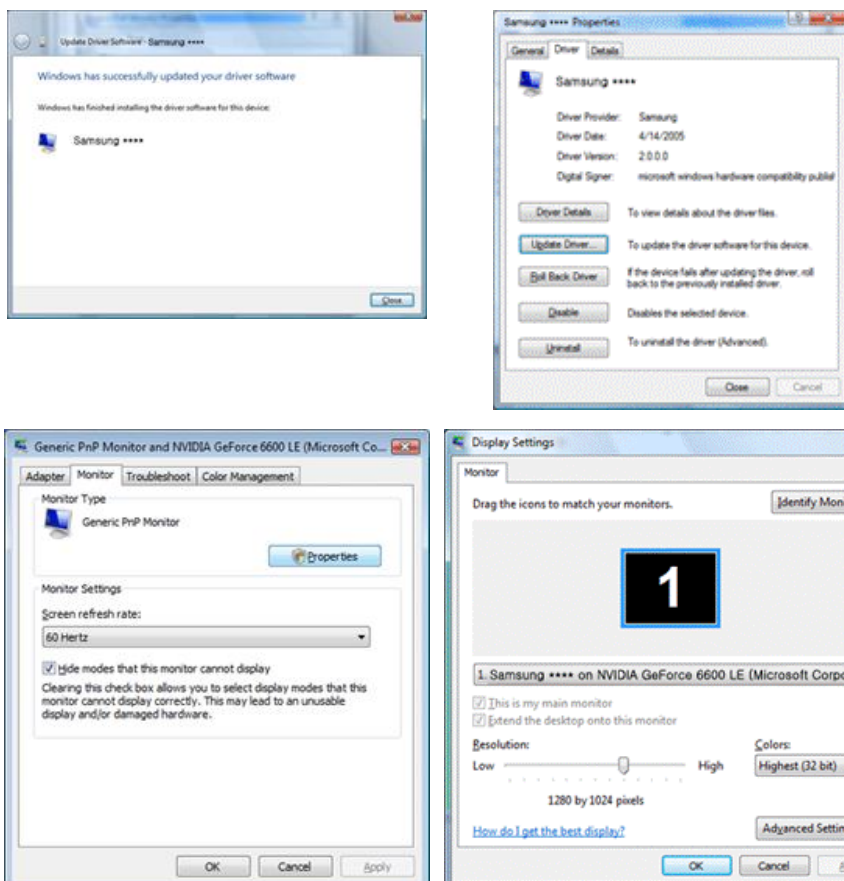 Update Driver Software - Samsung ****
Windows has successfully updated your driver software
Windows has finished installing the driver software for this device:
Samsung ****
Close
Samsung **** Properties
General Driver Details
Samsung ****
Driver Provider: Samsung
Driver Date: 4/14/2005
Driver Version: 2.0.0.0
Digital Signer: microsoft windows hardware compatibility publis
Driver Details To view details about the driver files.
Update Driver... To update the driver software for this device.
Roll Back Driver If the device fails after updating the driver, roll
back to the previously installed driver.
Disable Disables the selected device.
Uninstall To uninstall the driver (Advanced).
Close Cancel
Generic PnP Monitor and NVIDIA GeForce 6600 LE (Microsoft Co...
Adapter Monitor Troubleshoot Color Management
Monitor Type
Generic PnP Monitor
Properties
Monitor Settings
Screen refresh rate:
60 Hertz
Hide modes that this monitor cannot display
Clearing this check box allows you to select display modes that this
monitor cannot display correctly. This may lead to an unusable
display and/or damaged hardware.
OK Cancel Apply
Display Settings
Monitor
Drag the icons to match your monitors.
Identify Mon
1
1. Samsung **** on NVIDIA GeForce 6600 LE (Microsoft Corpo
This is my main monitor
Extend the desktop onto this monitor
Resolution:
Low High
1280 by 1024 pixels
Colors:
Highest (32 bit)
How do I get the best display?
Advanced Settin
OK Cancel A